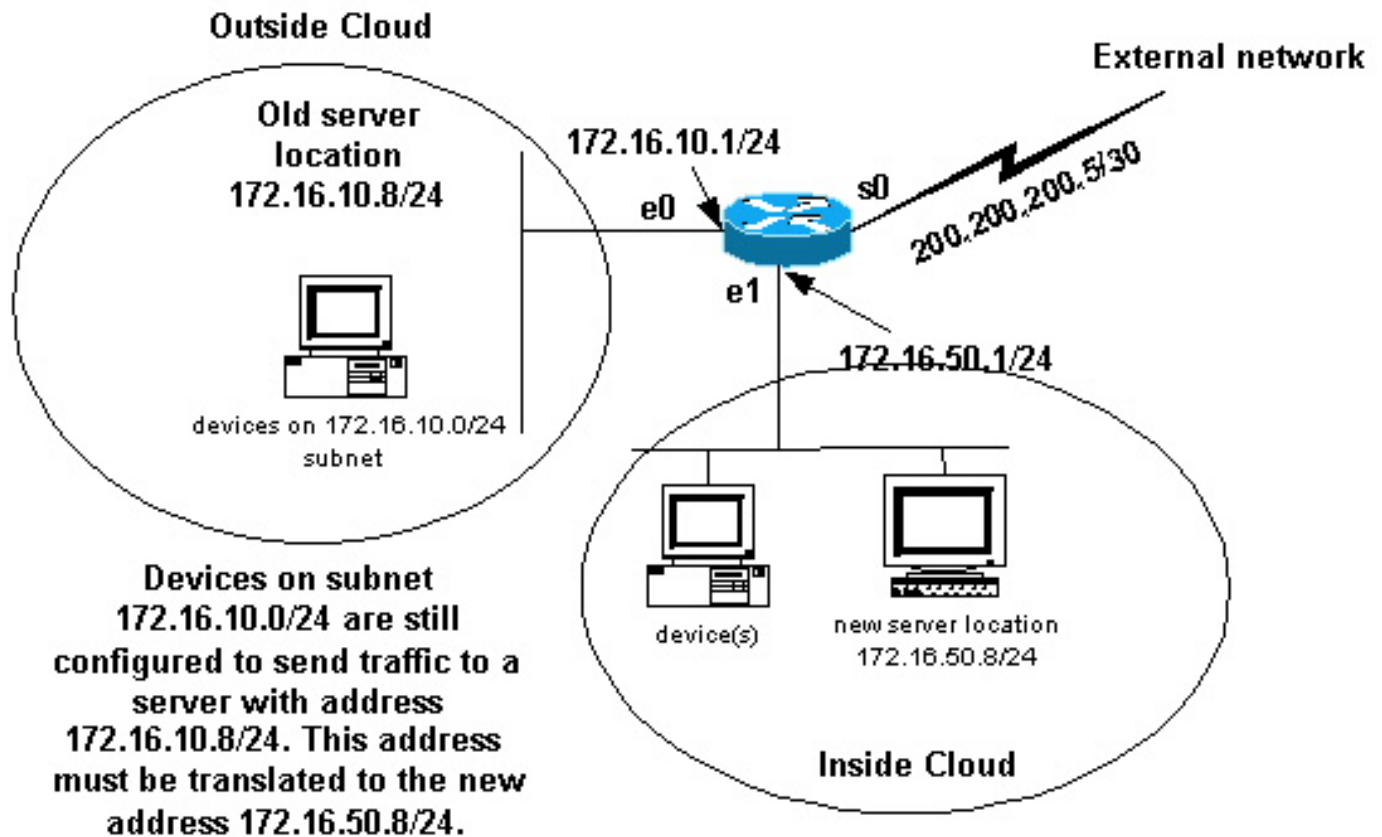 Outside Cloud
External network
Old server
location
172.16.10.8/24
172.16.10.1/24
e0
s0
200.200.200.5/30
e1
172.16.50.1/24
devices on 172.16.10.0/24
subnet
device(s)
new server location
172.16.50.8/24
Inside Cloud
Devices on subnet
172.16.10.0/24 are still
configured to send traffic to a
server with address
172.16.10.8/24. This address
must be translated to the new
address 172.16.50.8/24.